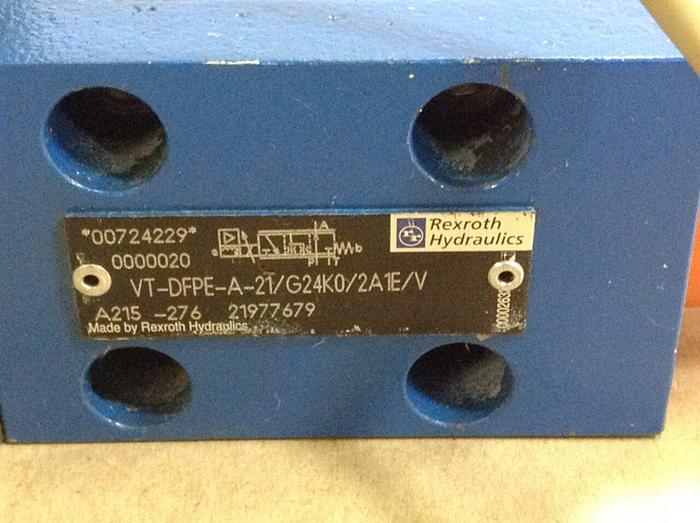 *00724229*
0000020
a
A
P T
b
Rexroth
Hydraulics
VT-DFPE-A-21/G24K0/2A1E/V
A215 -276 21977679
Made by Rexroth Hydraulics